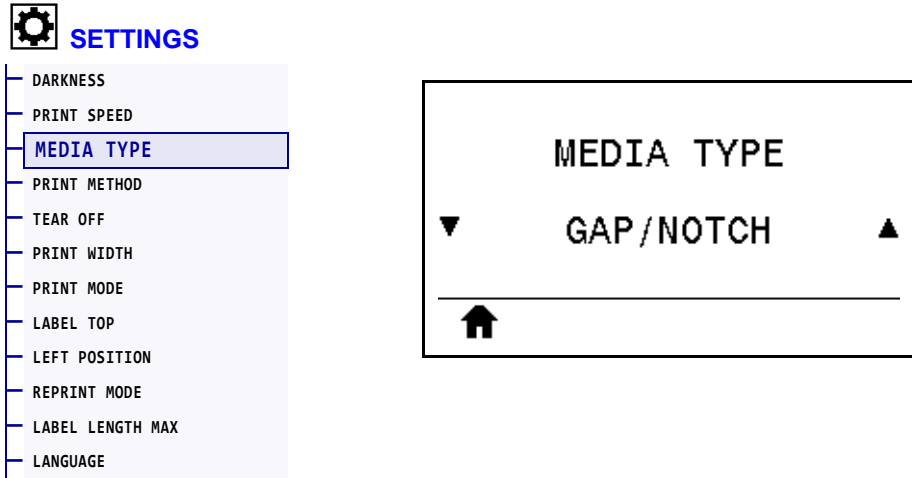 SETTINGS
DARKNESS
PRINT SPEED
MEDIA TYPE
PRINT METHOD
TEAR OFF
PRINT WIDTH
PRINT MODE
LABEL TOP
LEFT POSITION
REPRINT MODE
LABEL LENGTH MAX
LANGUAGE
MEDIA TYPE
GAP/NOTCH